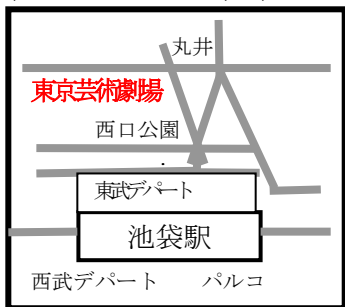 丸井
東京芸術劇場
西口公園
東武デパート
池袋駅
西武デパート　パルコ